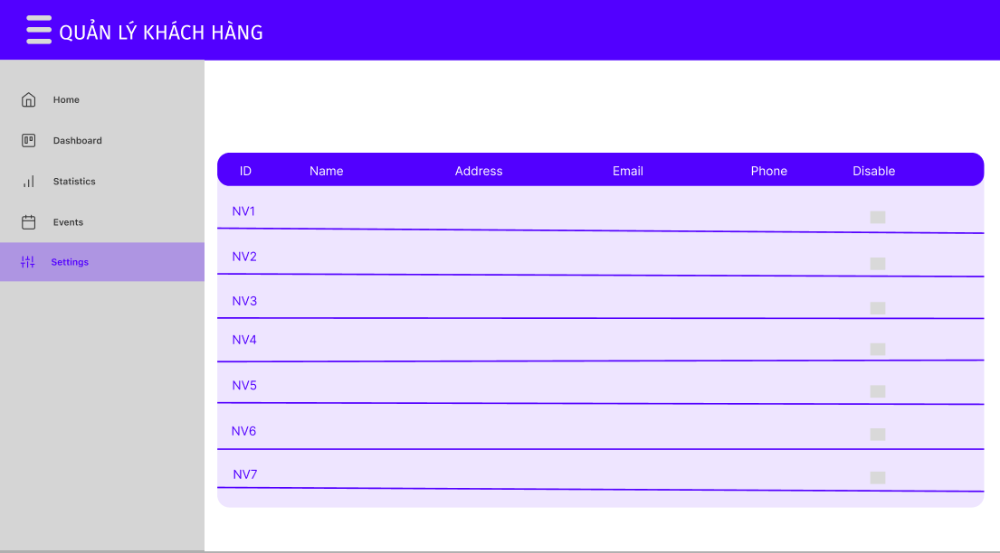 QUẢN LÝ KHÁCH HÀNG
Home
Dashboard
Statistics
Events
Settings
ID Name Address Email Phone Disable
NV1
NV2
NV3
NV4
NV5
NV6
NV7